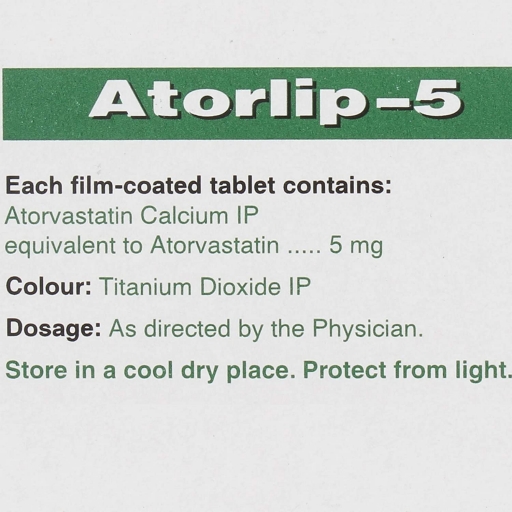 Atorlip-5
Each film-coated tablet contains:
Atorvastatin Calcium IP
equivalent to Atorvastatin ..... 5 mg
Colour: Titanium Dioxide IP
Dosage: As directed by the Physician.
Store in a cool dry place. Protect from light.